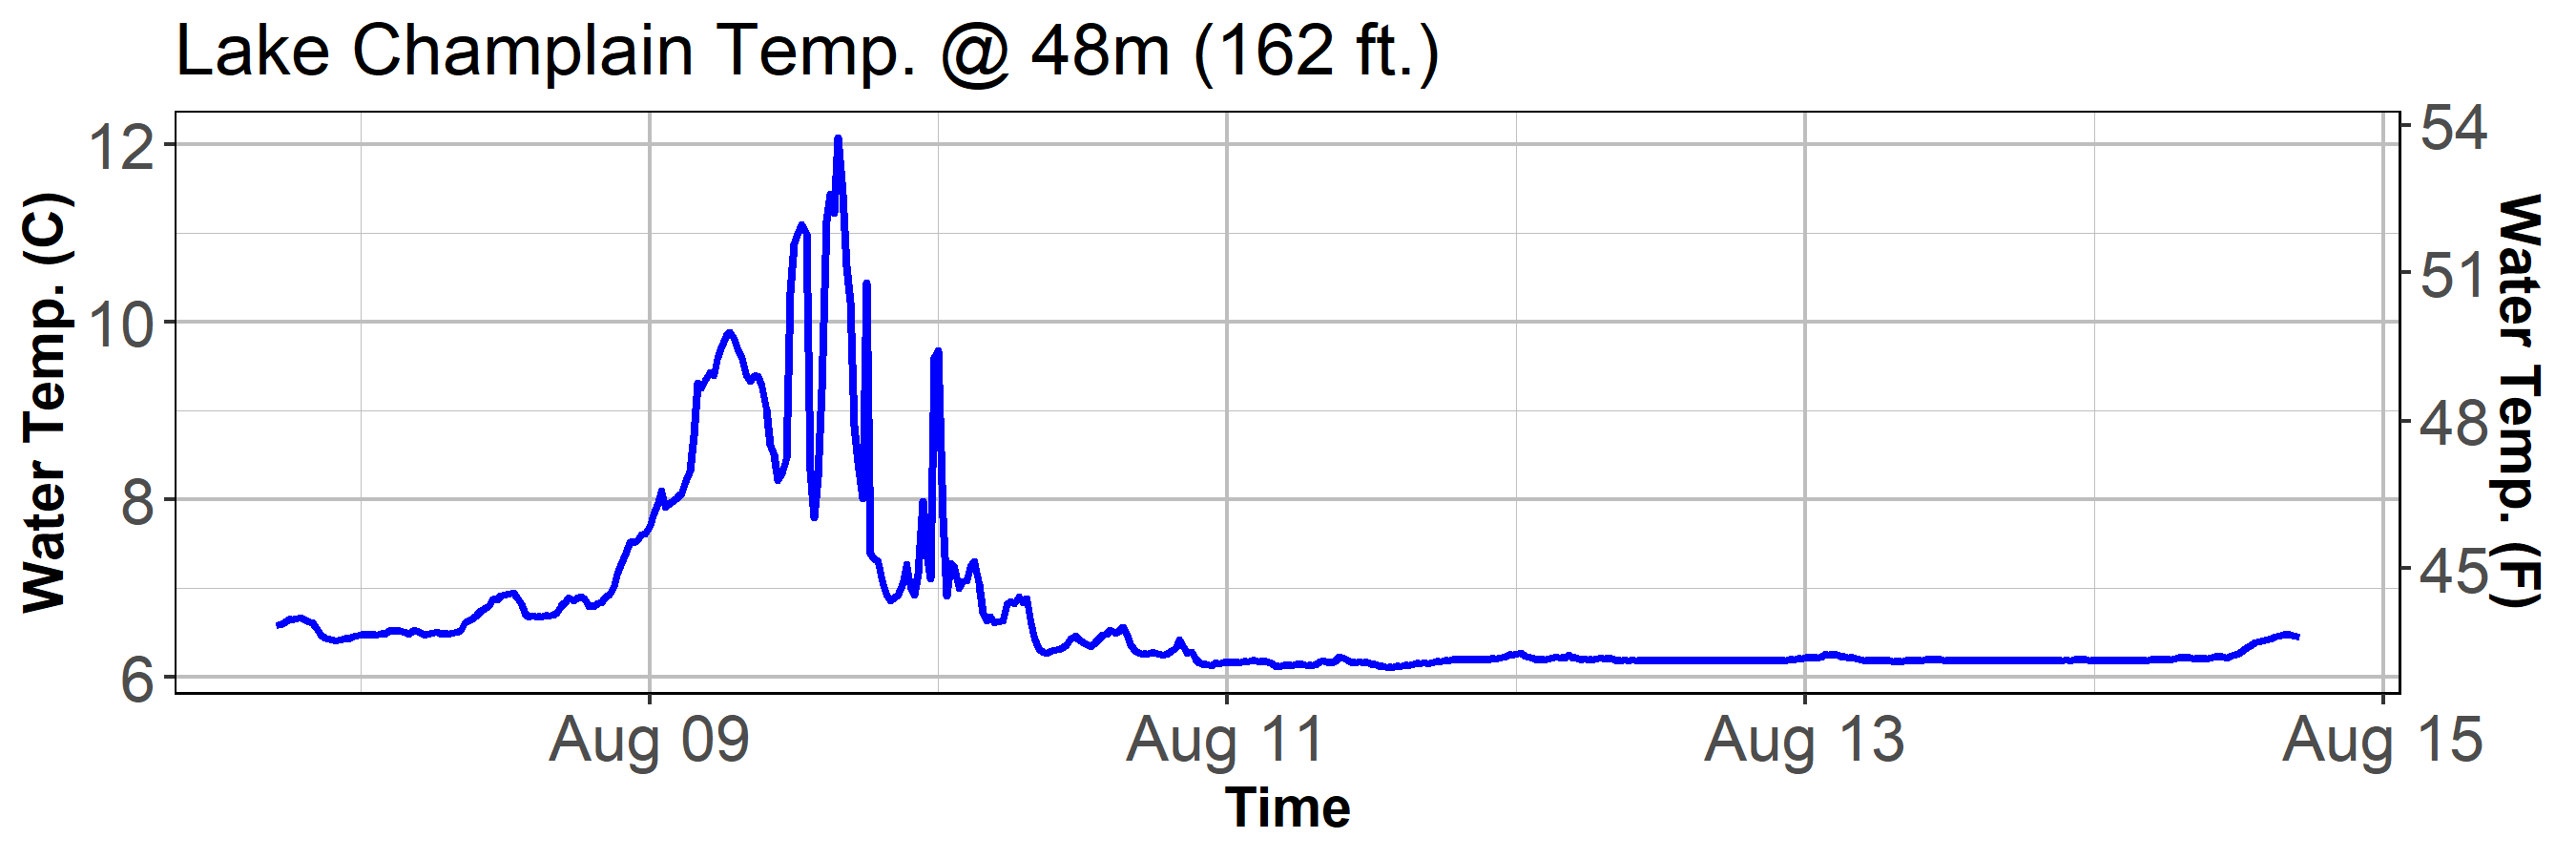 Lake Champlain Temp. @ 48m (162 ft.)
Water Temp. (C)
12
10
8
6
54
51
48
45
Water Temp. (F)
Aug 09 Aug 11 Aug 13 Aug 15
Time